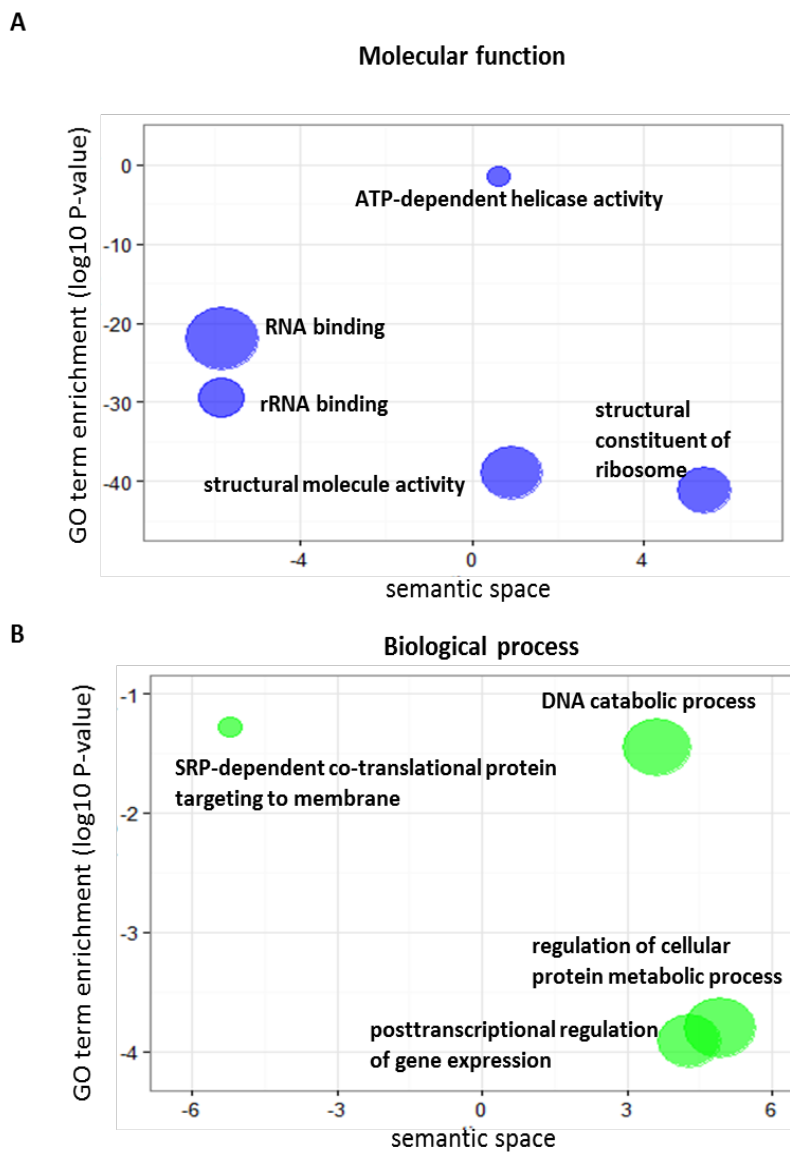 A
Molecular function
GO term enrichment (log10 P-value)
0
-10
-20
-30
-40
ATP-dependent helicase activity
RNA binding
rRNA binding
structural
constituent of
ribosome
structural molecule activity
-4
0
4
semantic space
B
Biological process
GO term enrichment (log10 P-value)
-1
-2
-3
-4
DNA catabolic process
SRP-dependent co-translational protein
targeting to membrane
regulation of cellular
protein metabolic process
posttranscriptional regulation
of gene expression
-6
-3
0
3
6
semantic space